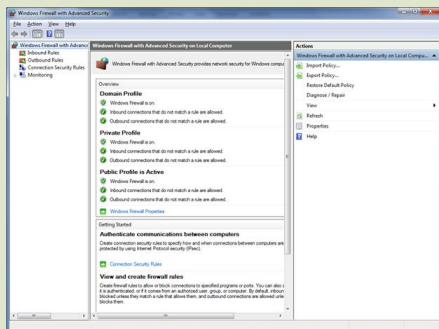 Windows Firewall with Advanced Security
File Action View Help
Windows Firewall with Advanc
Inbound Rules
Outbound Rules
Connection Security Rules
Monitoring
Windows Firewall with Advanced Security on Local Computer
Windows Firewall with Advanced Security provides network security for Windows compu
Overview
Domain Profile
Windows Firewall is on.
Inbound connections that do not match a rule are allowed.
Outbound connections that do not match a rule are allowed.
Private Profile
Windows Firewall is on.
Inbound connections that do not match a rule are allowed.
Outbound connections that do not match a rule are allowed.
Public Profile is Active
Windows Firewall is on.
Inbound connections that do not match a rule are allowed.
Outbound connections that do not match a rule are allowed.
Windows Firewall Properties
Getting Started
Authenticate communications between computers
Create connection security rules to specify how and when connections between computers are
protected by using Internet Protocol security (IPsec).
Connection Security Rules
View and create firewall rules
Create firewall rules to allow or block connections to specified programs or ports. You can also
it is authenticated, or if it comes from an authorized user, group, or computer. By default, inboun
blocked unless they match a rule that allows them, and outbound connections are allowed unle
blocks them.
Actions
Windows Firewall with Advanced Security on Local Compu...
Import Policy...
Export Policy...
Restore Default Policy
Diagnose / Repair
View
Refresh
Properties
Help